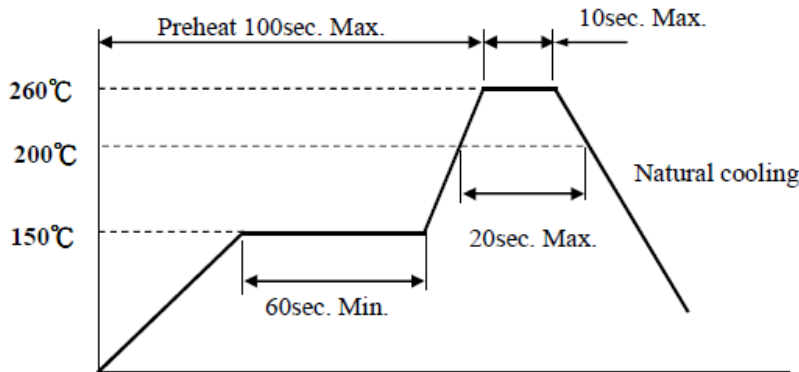 Preheat 100sec. Max.
10sec. Max.
260℃
200℃
Natural cooling
150℃
20sec. Max.
60sec. Min.